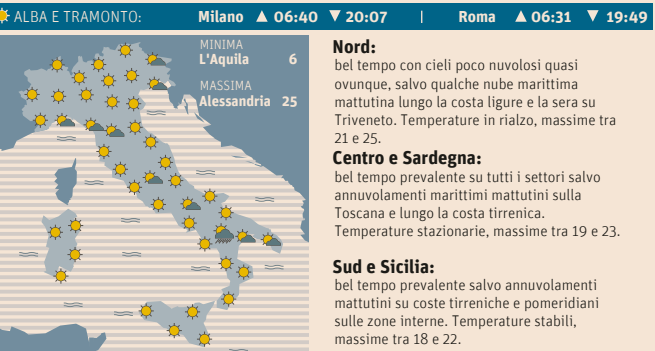 ALBA E TRAMONTO: Milano ▲ 06:40 ▼ 20:07 | Roma ▲ 06:31 ▼ 19:49
MINIMA
L'Aquila 6
MASSIMA
Alessandria 25
Nord:
bel tempo con cieli poco nuvolosi quasi
ovunque, salvo qualche nube marittima
mattutina lungo la costa ligure e la sera su
Triveneto. Temperature in rialzo, massime tra
21 e 25.
Centro e Sardegna:
bel tempo prevalente su tutti i settori salvo
annuvolamenti marittimi mattutini sulla
Toscana e lungo la costa tirrenica.
Temperature stazionarie, massime tra 19 e 23.
Sud e Sicilia:
bel tempo prevalente salvo annuvolamenti
mattutini su coste tirreniche e pomeridiani
sulle zone interne. Temperature stabili,
massime tra 18 e 22.